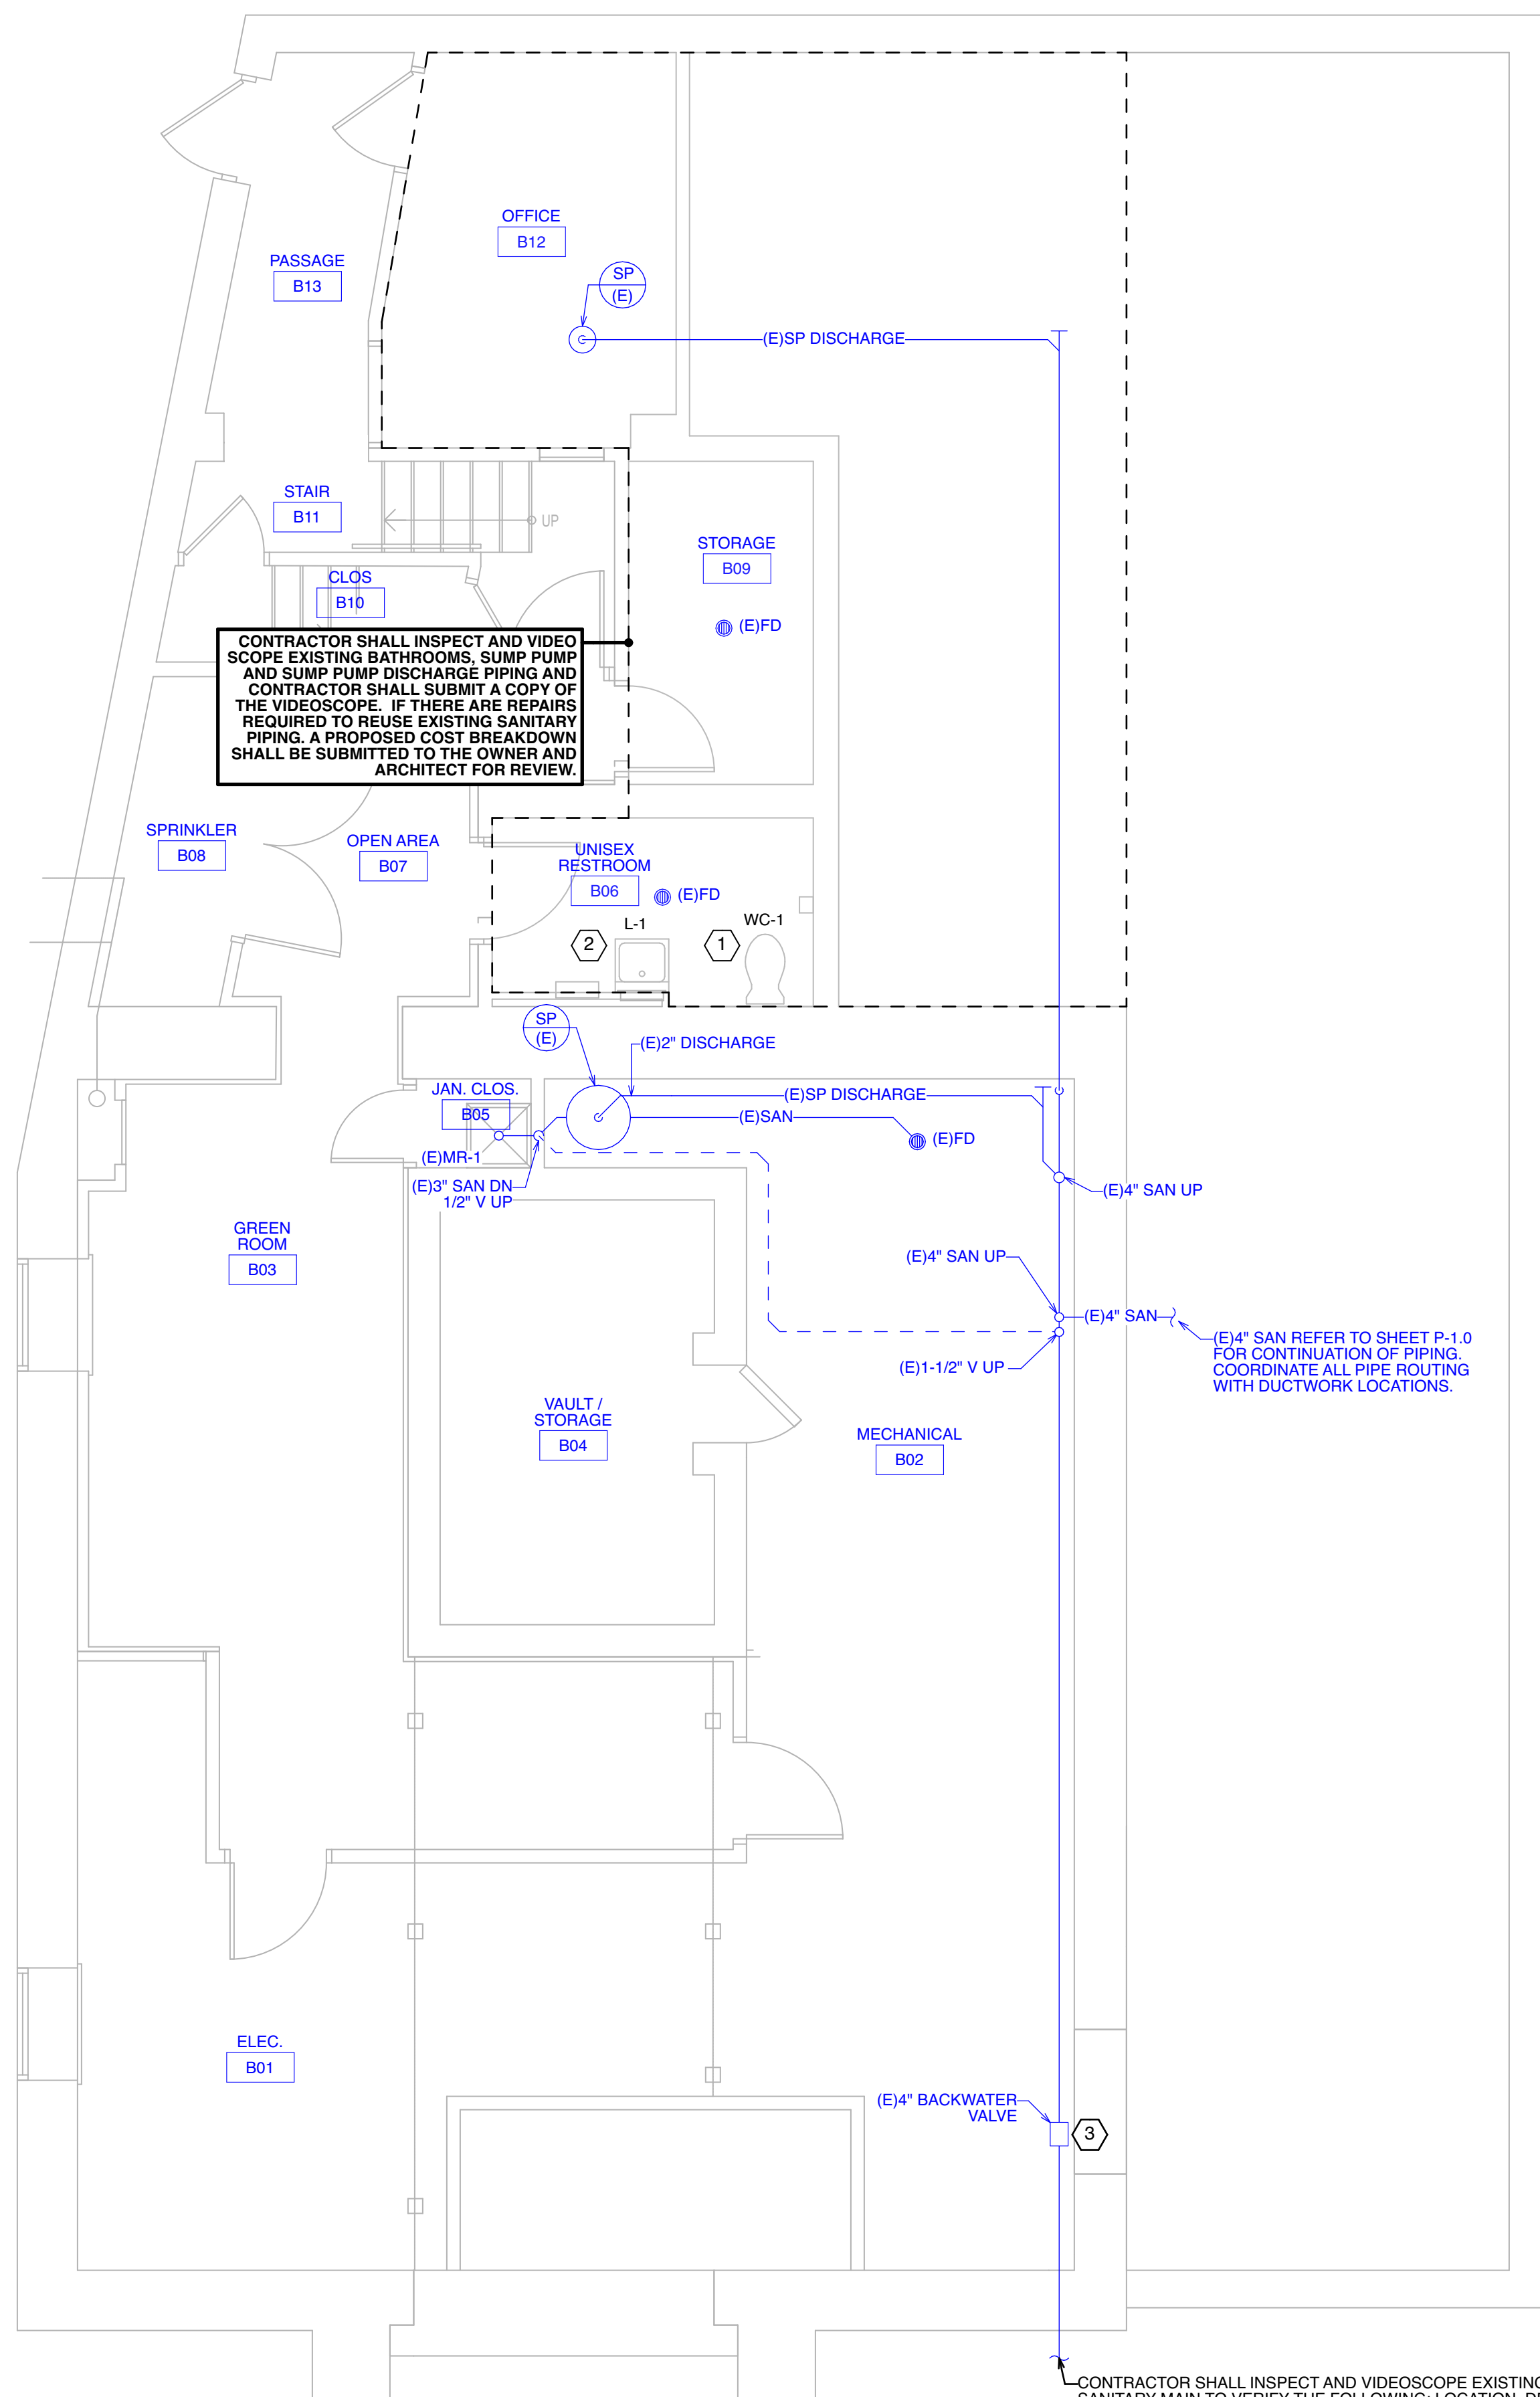 OFFICE
B12
PASSAGE
B13
SP
(E)
(E)SP DISCHARGE
STAIR
B11
UP
STORAGE
B09
CLOS
B10
(E)FD
CONTRACTOR SHALL INSPECT AND VIDEO
SCOPE EXISTING BATHROOMS, SUMP PUMP
AND SUMP PUMP DISCHARGE PIPING AND
CONTRACTOR SHALL SUBMIT A COPY OF
THE VIDEOSCOPE. IF THERE ARE REPAIRS
REQUIRED TO REUSE EXISTING SANITARY
PIPING. A PROPOSED COST BREAKDOWN
SHALL BE SUBMITTED TO THE OWNER AND
ARCHITECT FOR REVIEW.
SPRINKLER
B08
OPEN AREA
B07
UNISEX
RESTROOM
B06
(E)FD
L-1
WC-1
2
1
SP
(E)
(E)2" DISCHARGE
JAN. CLOS.
B05
(E)SP DISCHARGE
(E)SAN
(E)FD
(E)MR-1
(E)3" SAN DN
1/2" V UP
(E)4" SAN UP
GREEN
ROOM
B03
(E)4" SAN UP
(E)4" SAN
(E)4" SAN REFER TO SHEET P-1.0
FOR CONTINUATION OF PIPING.
COORDINATE ALL PIPE ROUTING
WITH DUCTWORK LOCATIONS.
(E)1-1/2" V UP
VAULT /
STORAGE
B04
MECHANICAL
B02
ELEC.
B01
(E)4" BACKWATER
VALVE
3
CONTRACTOR SHALL INSPECT AND VIDEOSCOPE EXISTING
SANITARY MAIN TO VERIFY THE FOLLOWING: LOCATION,